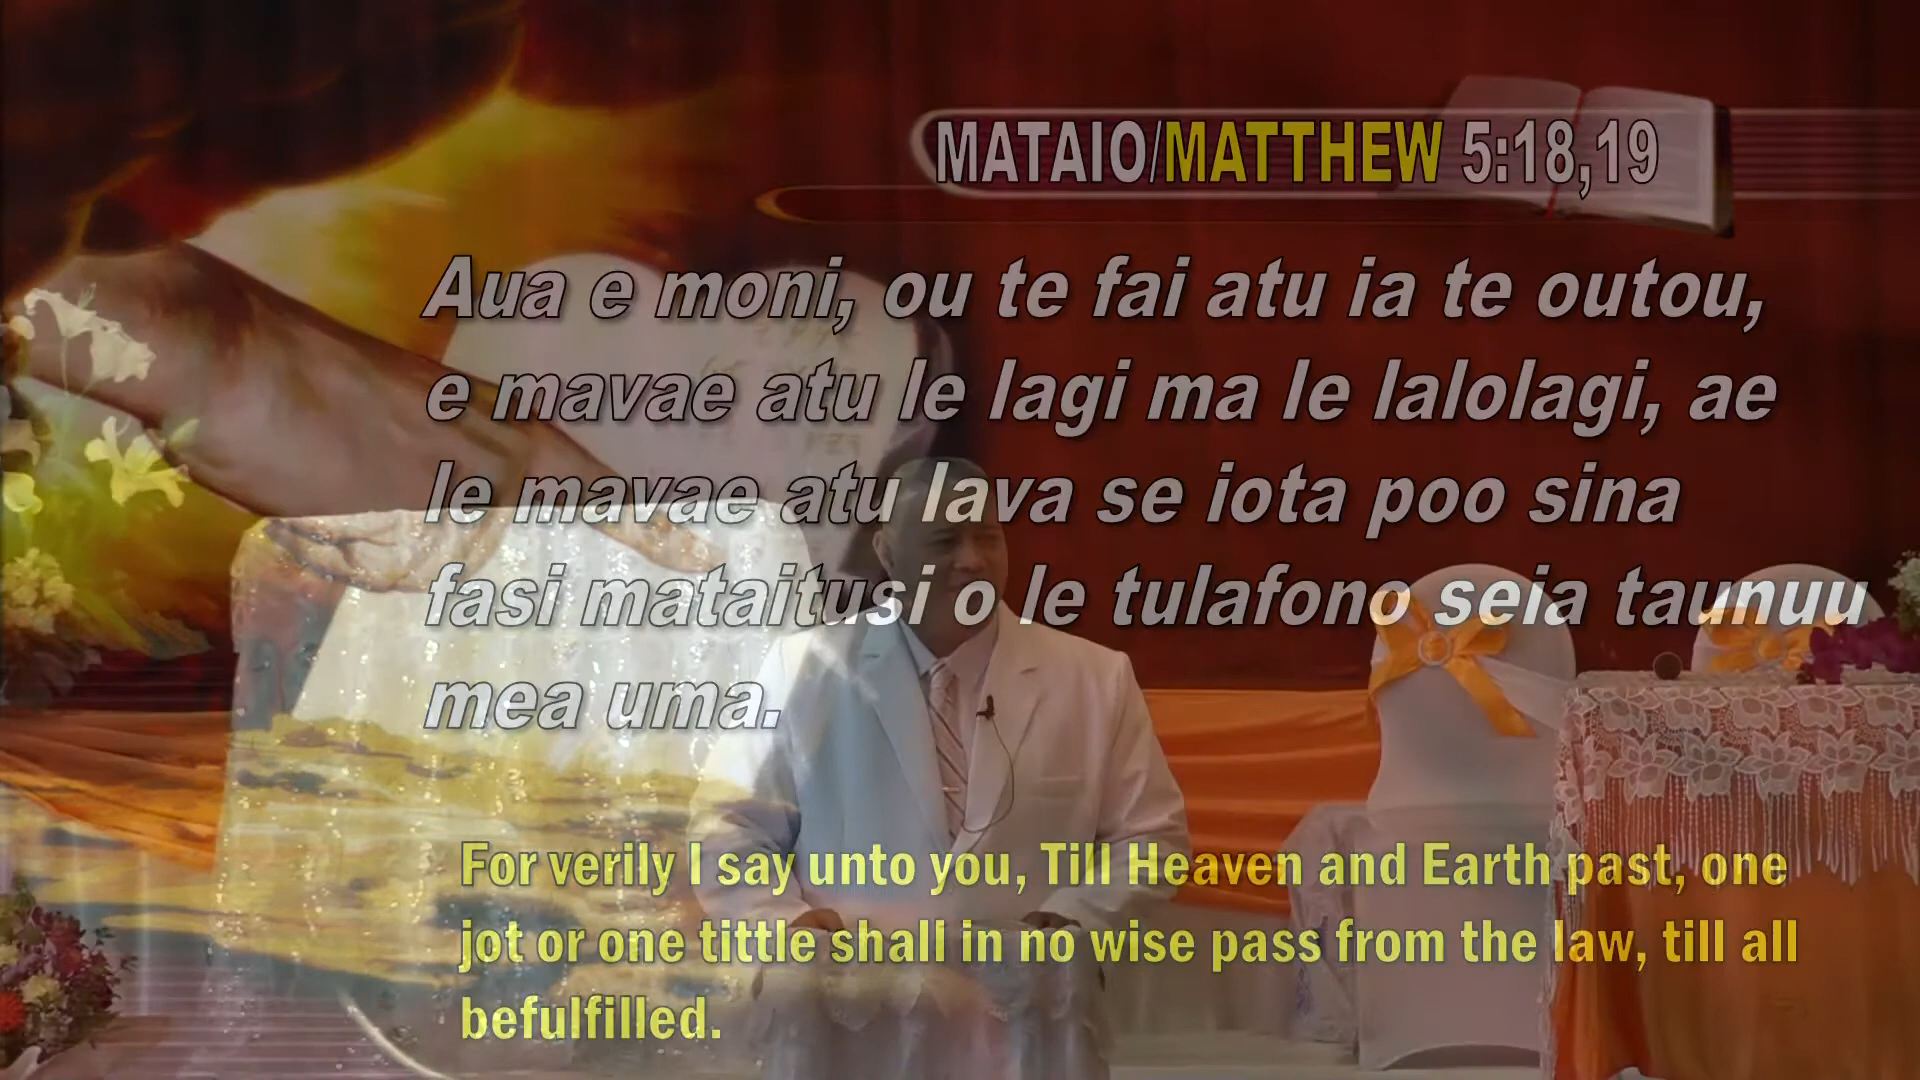 MATAIO/MATTHEW 5:18,19
Aua e moni, ou te fai atu ia te outou,
e mavae atu le lagi ma le lalolagi, ae
le mavae atu lava se iota poo sina
fasi mataitusi o le tulafono seia taunuu
mea uma.
For verily I say unto you, Till Heaven and Earth past, one
jot or one tittle shall in no wise pass from the law, till all
befulfilled.